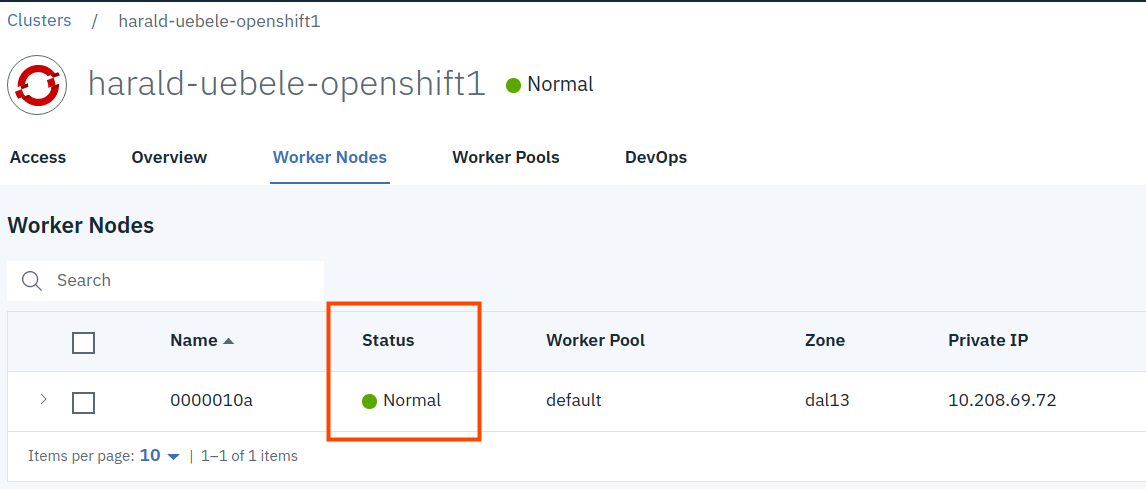 Clusters / harald-uebele-openshift1
harald-uebele-openshift1 Normal
Access Overview Worker Nodes Worker Pools DevOps
Worker Nodes
Search
Name Status Worker Pool Zone Private IP
0000010a Normal default dal13 10.208.69.72
Items per page: 10 | 1–1 of 1 items